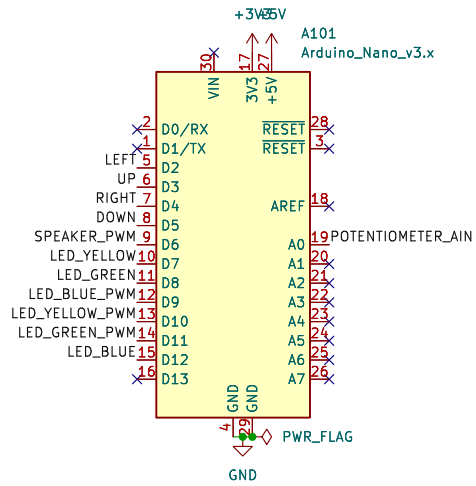 +3V3 +5V
A101
Arduino_Nano_v3.x
30 17 27
VIN 3V3 +5V
2 D0/RX RESET 28
1 D1/TX RESET 3
LEFT 5 D2
UP 6 D3
RIGHT 7 D4 AREF 18
DOWN 8 D5
SPEAKER_PWM 9 D6 A0 19 POTENTIOMETER_AIN
LED_YELLOW 10 D7 A1 20
LED_GREEN 11 D8 A2 21
LED_BLUE_PWM 12 D9 A3 22
LED_YELLOW_PWM 13 D10 A4 23
LED_GREEN_PWM 14 D11 A5 24
LED_BLUE 15 D12 A6 25
16 D13 A7 26
GND GND
4 29
PWR_FLAG
GND